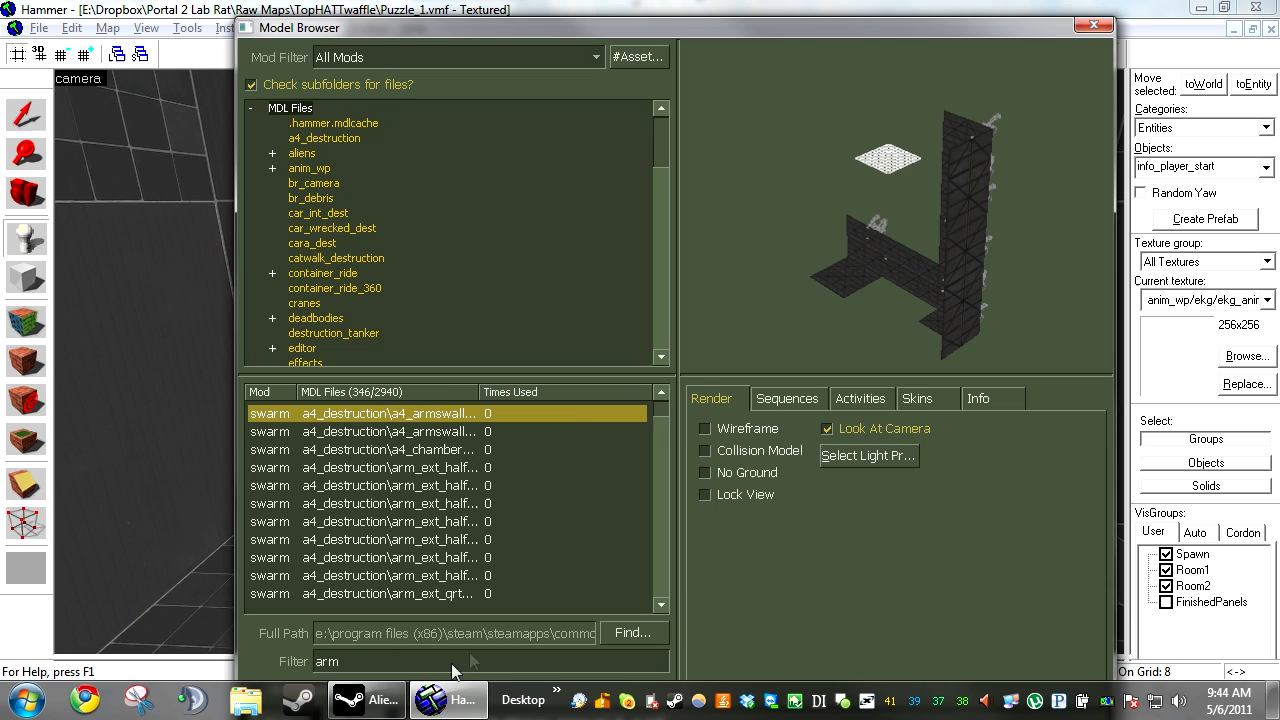 Hammer - [E:\Dropbox\Portal 2 Lab Rat\Raw Maps\TopHATTwaffle\Puzzle_1.vmf - Textured]
File Edit Map View Tools
Model Browser
camera
Mod Filter All Mods #Asset...
Check subfolders for files?
MDL Files
.hammer.mdlcache
a4_destruction
aliens
anim_wp
br_camera
br_debris
car_int_dest
car_wrecked_dest
cara_dest
catwalk_destruction
container_ride
container_ride_360
cranes
deadbodies
destruction_tanker
editor
effects
Mod MDL Files (346/2940) Times Used
swarm a4_destruction\a4_armswall... 0
swarm a4_destruction\a4_armswall... 0
swarm a4_destruction\a4_chamber... 0
swarm a4_destruction\arm_ext_half... 0
swarm a4_destruction\arm_ext_half... 0
swarm a4_destruction\arm_ext_half... 0
swarm a4_destruction\arm_ext_half... 0
swarm a4_destruction\arm_ext_half... 0
swarm a4_destruction\arm_ext_half... 0
swarm a4_destruction\arm_ext_half... 0
swarm a4_destruction\arm_ext_qrt... 0
Full Path e:\program files (x86)\steam\steamapps\commo Find...
Filter arm
Render Sequences Activities Skins Info
Wireframe Look At Camera
Collision Model Select Light Pr...
No Ground
Lock View
Move selected: toWorld toEntity
Categories:
Entities
Objects:
info_player_start
Random Yaw
Create Prefab
Texture group:
All Textures
Current texture:
anim_wp/ekg/ekg_anir
256x256
Browse...
Replace...
Select:
Groups
Objects
Solids
VisGroups:
User Auto Cordon
Spawn
Room1
Room2
FinishedPanels
For Help, press F1
On Grid: 8 <->
Alie... Ha... Desktop » DI 41 39 38
9:44 AM
5/6/2011